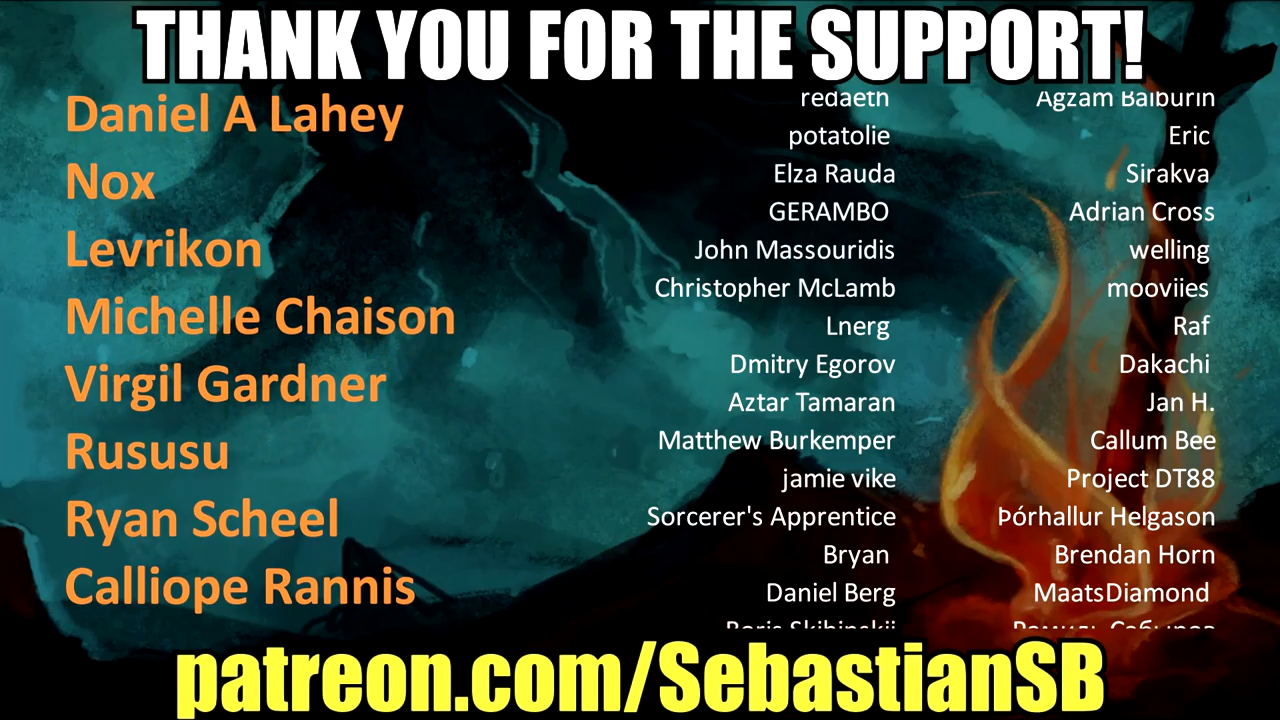 THANK YOU FOR THE SUPPORT!
Daniel A Lahey
Nox
Levrikon
Michelle Chaison
Virgil Gardner
Rususu
Ryan Scheel
Calliope Rannis
redaeth
potatolie
Elza Rauda
GERAMBO
John Massouridis
Christopher McLamb
Lnerg
Dmitry Egorov
Aztar Tamaran
Matthew Burkemper
jamie vike
Sorcerer's Apprentice
Bryan
Daniel Berg
Agzam Baiburin
Eric
Sirakva
Adrian Cross
welling
mooviies
Raf
Dakachi
Jan H.
Callum Bee
Project DT88
Þórhallur Helgason
Brendan Horn
MaatsDiamond
patreon.com/SebastianSB